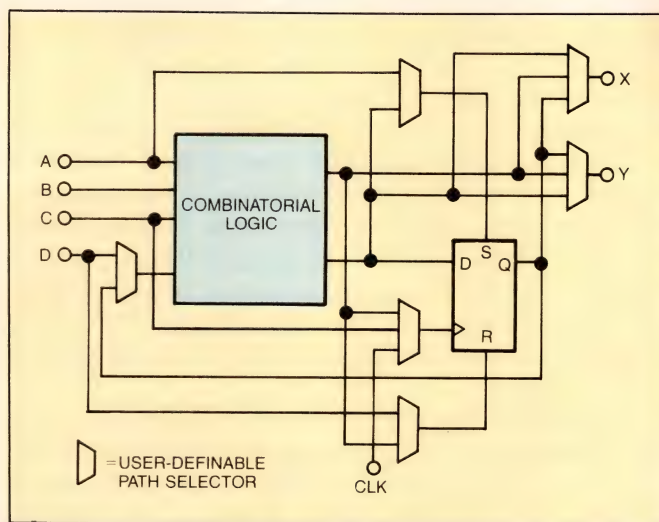 X
A
B
C
D
COMBINATORIAL
LOGIC
Y
S
D Q
R
=USER-DEFINABLE
PATH SELECTOR
CLK